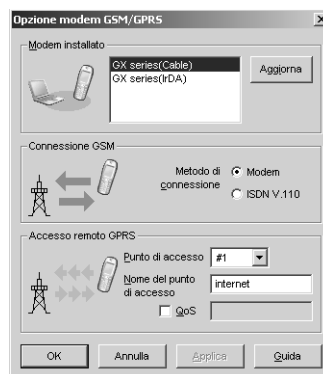 Opzione modem GSM/GPRS
Modem installato
GX series(Cable)
GX series(IrDA)
Aggiorna
Connessione GSM
Metodo di connessione
Modem
ISDN V.110
Accesso remoto GPRS
Punto di accesso
#1
Nome del punto di accesso
internet
QoS
OK
Annulla
Applica
Guida